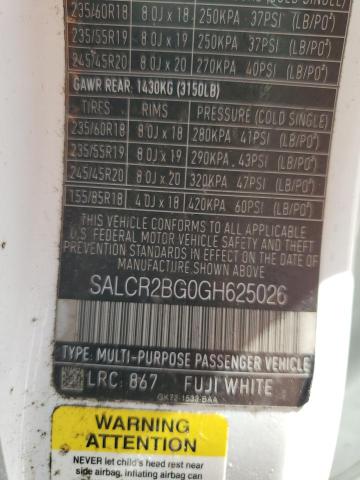 235/60R18 8.0J x 18 250KPA 37PSI (LB/PO²)
235/55R19 8.0J x 19 250KPA 37PSI (LB/PO²)
245/45R20 8.0J x 20 270KPA 40PSI (LB/PO²)
GAWR REAR: 1430KG (3150LB)
TIRES RIMS PRESSURE (COLD SINGLE)
235/60R18 8.0J x 18 280KPA 41PSI (LB/PO²)
235/55R19 8.0J x 19 290KPA 43PSI (LB/PO²)
245/45R20 8.0J x 20 320KPA 47PSI (LB/PO²)
155/85R18 4.0J x 18 420KPA 60PSI (LB/PO²)
THIS VEHICLE CONFORMS TO ALL APPLICABLE
U.S. FEDERAL MOTOR VEHICLE SAFETY AND THEFT
PREVENTION STANDARDS IN EFFECT ON THE DATE
OF MANUFACTURE SHOWN ABOVE
SALCR2BG0GH625026
TYPE: MULTI-PURPOSE PASSENGER VEHICLE
LRC: 867 FUJI WHITE
GK72-1532-BAA
WARNING
ATTENTION
NEVER let child's head rest near
side airbag, inflating airbag can